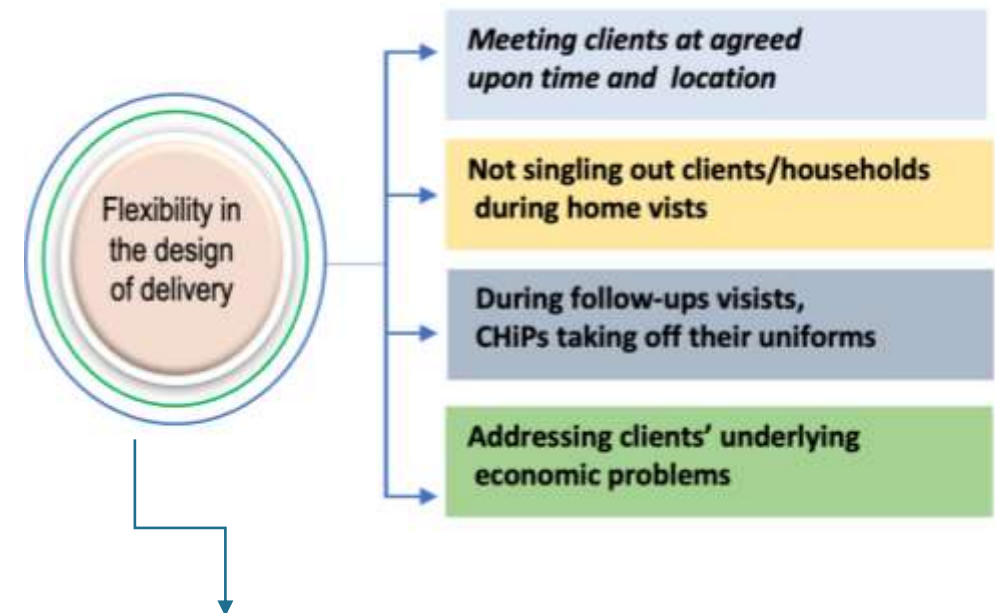 Flexibility in
the design
of delivery
Meeting clients at agreed
upon time and location
Not singling out clients/households
during home vists
During follow-ups visists,
CHiPs taking off their uniforms
Addressing clients' underlying
economic problems